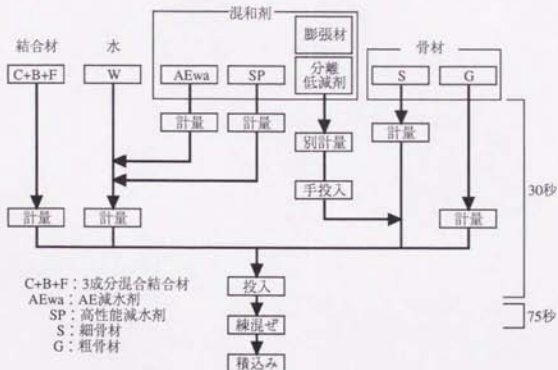 混和剤
膨張材
結合材
水
骨材
C+B+F
W
AEwa
SP
分離
低減剤
S
G
計量
計量
計量
別計量
手投入
30秒
計量
計量
計量
投入
C+B+F：3成分混合結合材
AEwa：AE減水剤
SP：高性能減水剤
S：細骨材
G：粗骨材
練混ぜ
75秒
積込み